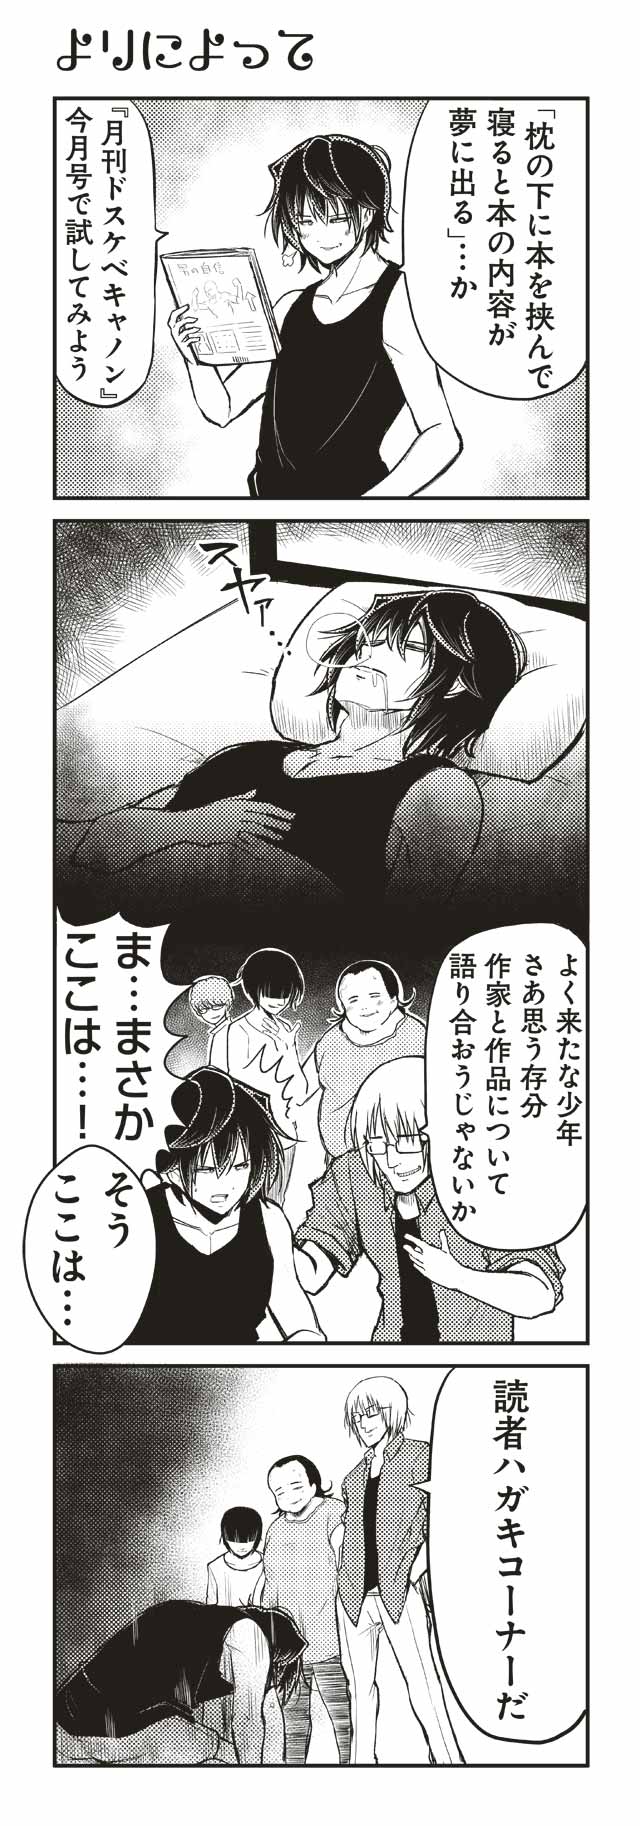 よりによって
「枕の下に本を挟んで
寝ると本の内容が
夢に出る」…か
『月刊ドスケベキャノン』
今月号で試してみよう
スヤァ…
よく来たな少年
さあ思う存分
作家と作品について
語り合おうじゃないか
ま…まさか
ここは…！
そう
ここは…
読者ハガキコーナーだ